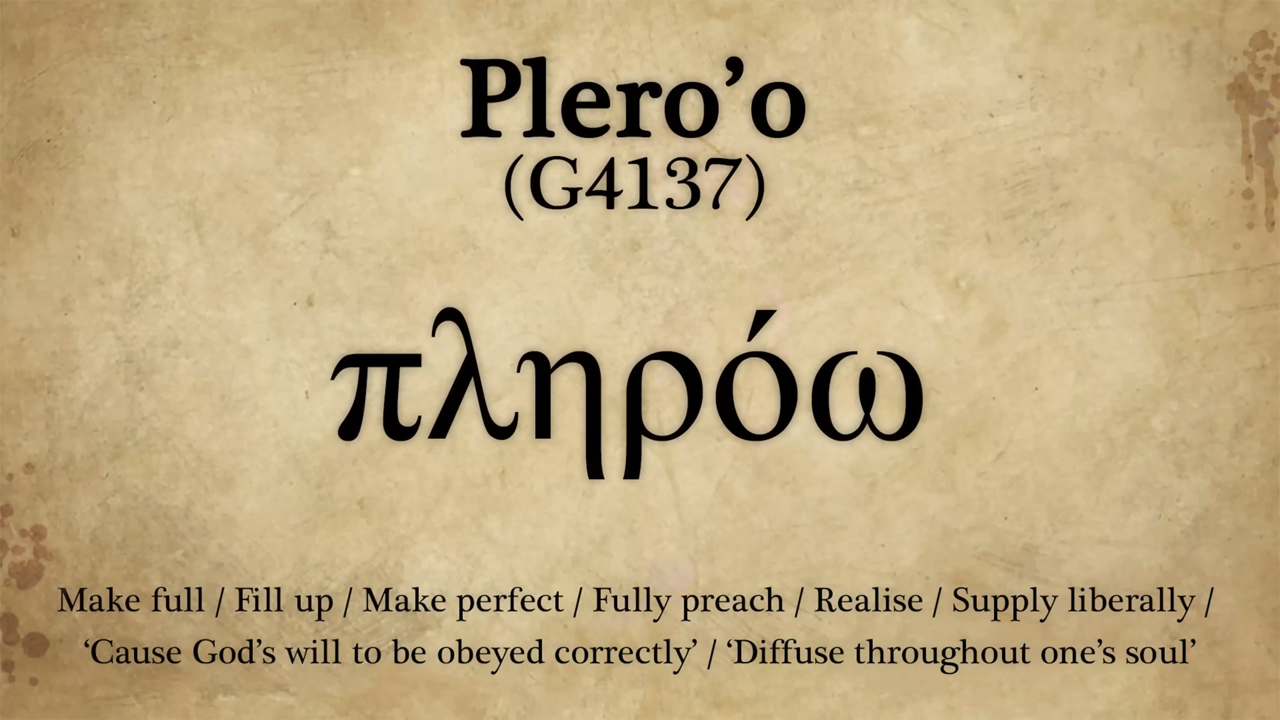 Plero’o
(G4137)
πληρόω
Make full / Fill up / Make perfect / Fully preach / Realise / Supply liberally /
‘Cause God’s will to be obeyed correctly’ / ‘Diffuse throughout one’s soul’